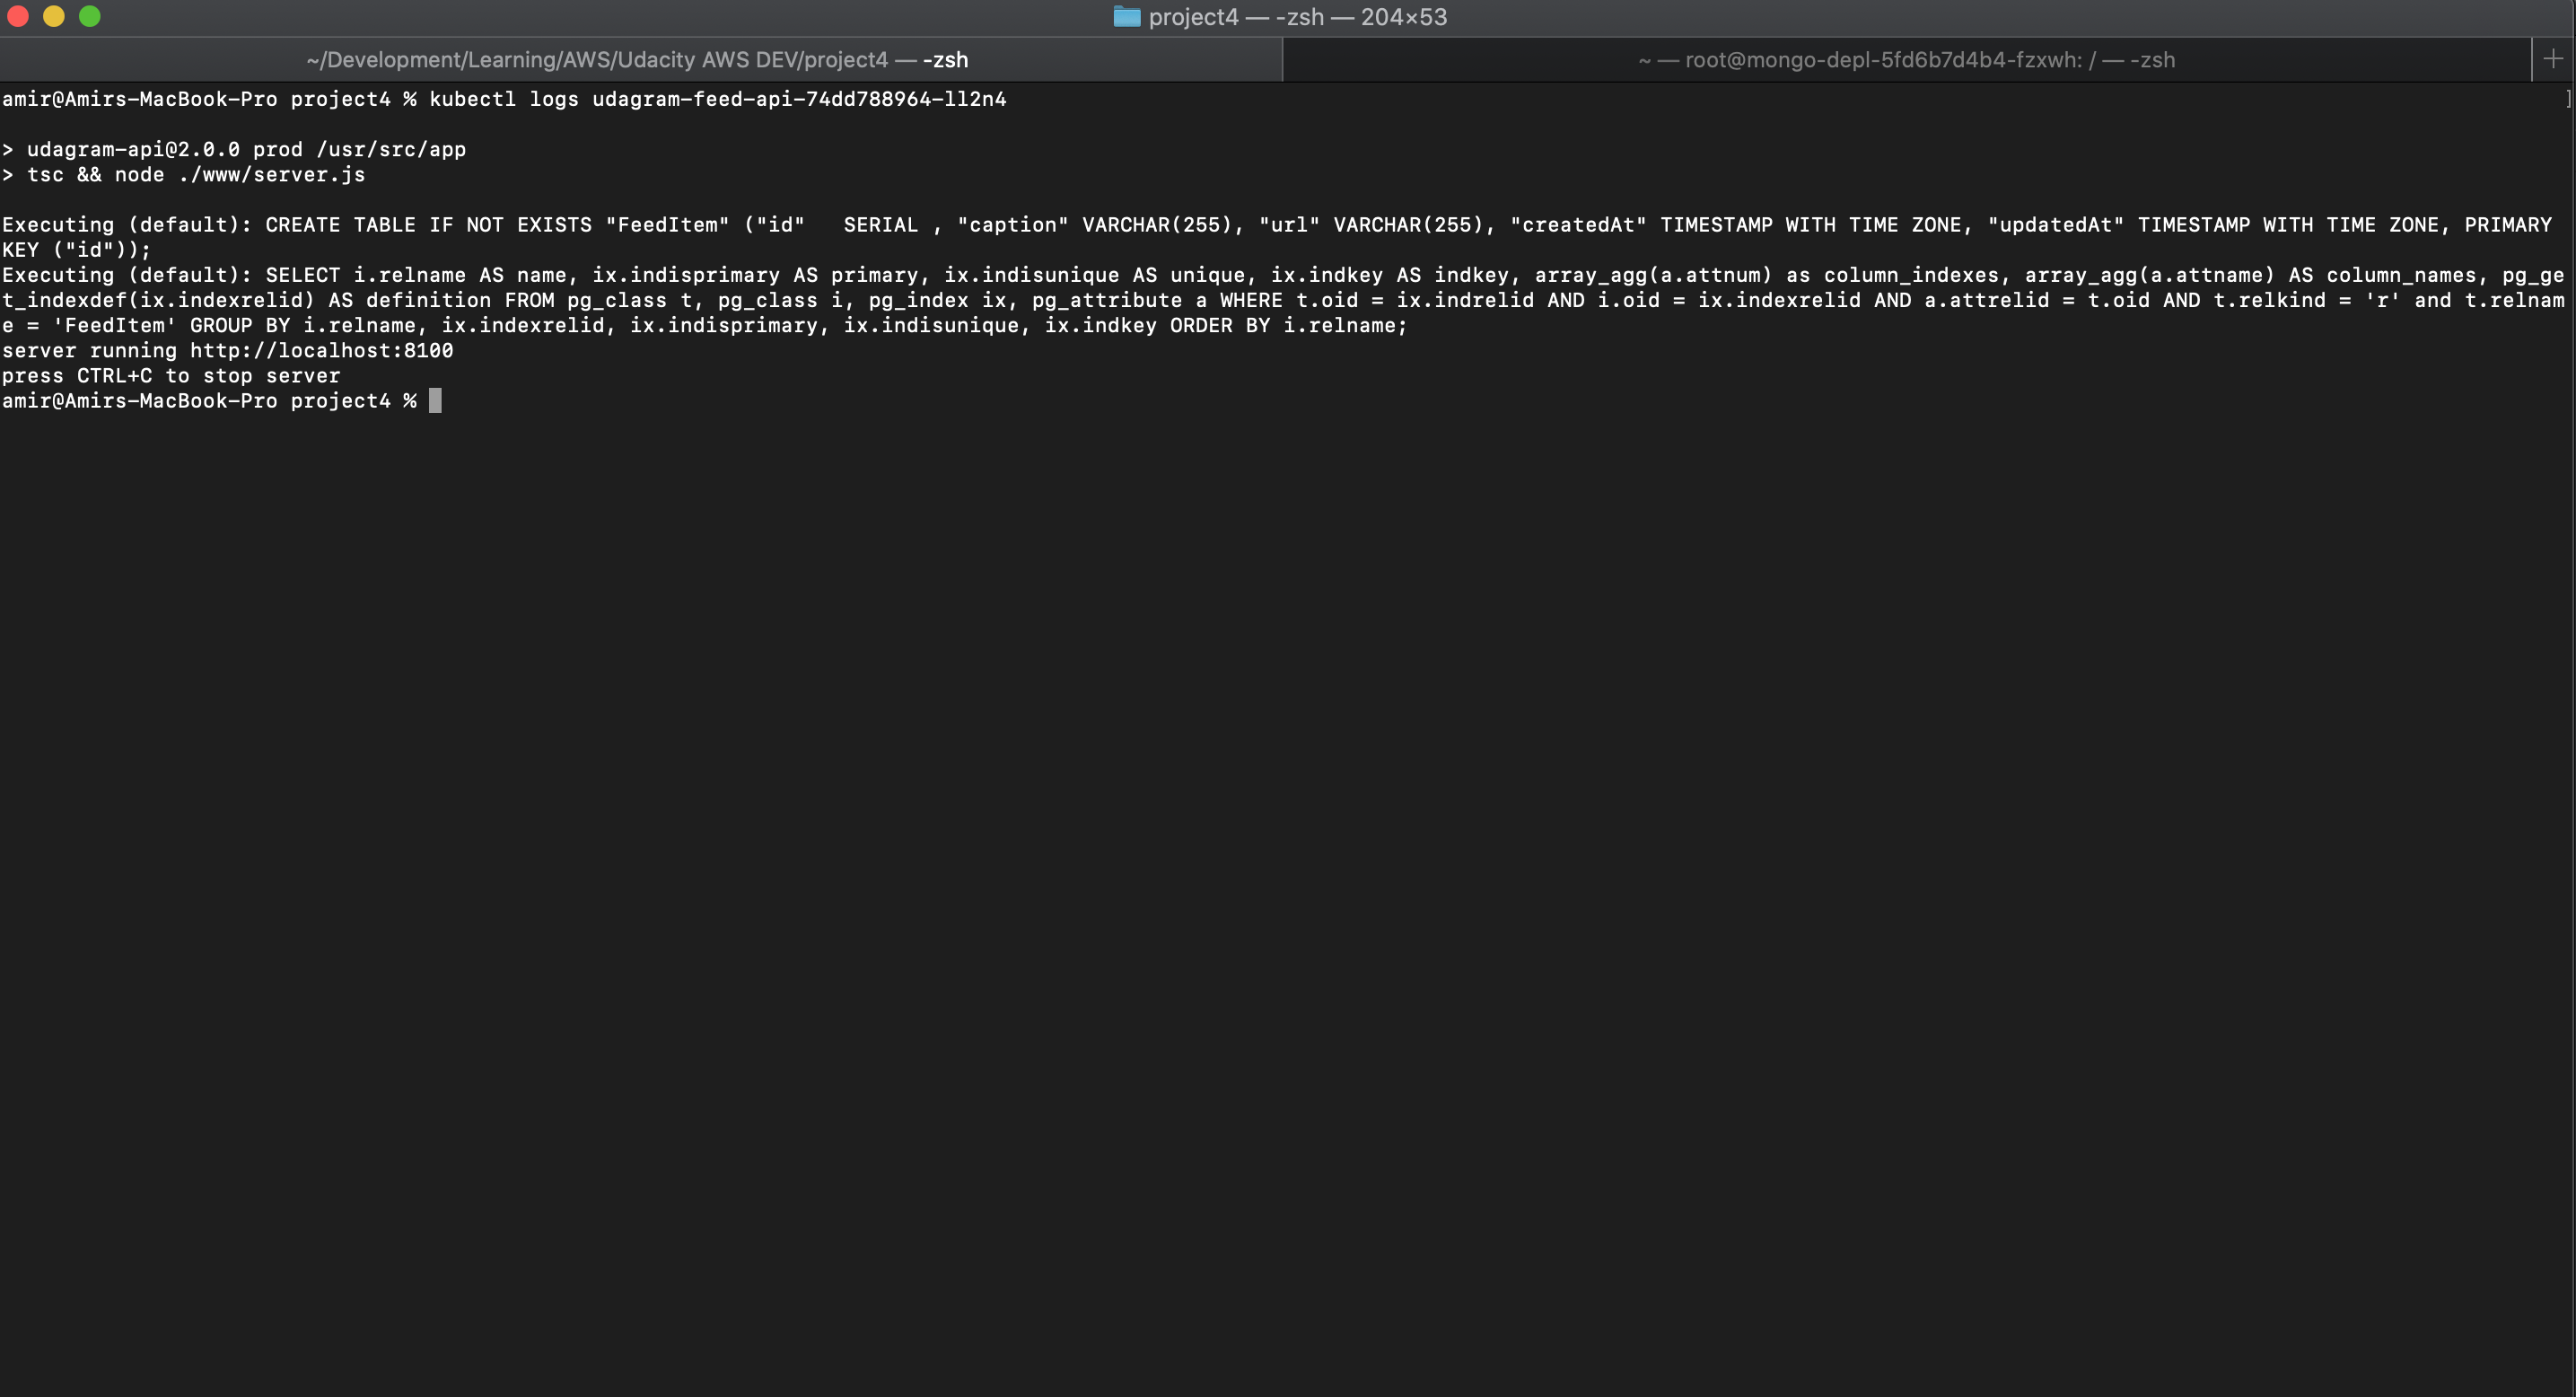 project4 — -zsh — 204×53
~/Development/Learning/AWS/Udacity AWS DEV/project4 — -zsh
~ — root@mongo-depl-5fd6b7d4b4-fzxwh: / — -zsh
amir@Amirs-MacBook-Pro project4 % kubectl logs udagram-feed-api-74dd788964-ll2n4 ]
> udagram-api@2.0.0 prod /usr/src/app
> tsc && node ./www/server.js
Executing (default): CREATE TABLE IF NOT EXISTS "FeedItem" ("id"   SERIAL , "caption" VARCHAR(255), "url" VARCHAR(255), "createdAt" TIMESTAMP WITH TIME ZONE, "updatedAt" TIMESTAMP WITH TIME ZONE, PRIMARY
KEY ("id"));
Executing (default): SELECT i.relname AS name, ix.indisprimary AS primary, ix.indisunique AS unique, ix.indkey AS indkey, array_agg(a.attnum) as column_indexes, array_agg(a.attname) AS column_names, pg_ge
t_indexdef(ix.indexrelid) AS definition FROM pg_class t, pg_class i, pg_index ix, pg_attribute a WHERE t.oid = ix.indrelid AND i.oid = ix.indexrelid AND a.attrelid = t.oid AND t.relkind = 'r' and t.relnam
e = 'FeedItem' GROUP BY i.relname, ix.indexrelid, ix.indisprimary, ix.indisunique, ix.indkey ORDER BY i.relname;
server running http://localhost:8100
press CTRL+C to stop server
amir@Amirs-MacBook-Pro project4 %